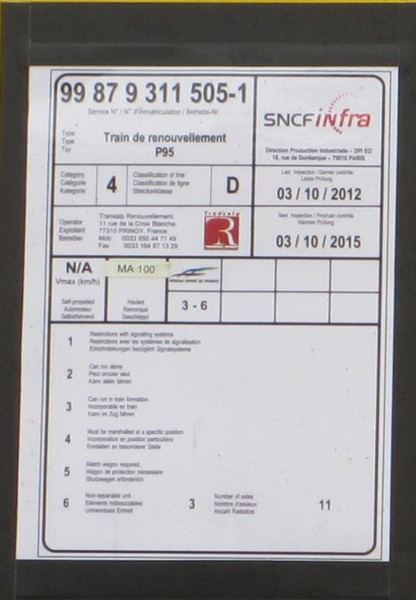 99 87 9 311 505-1
Service N° / N° d'immatriculation / Betriebs-Nr.
SNCF infra
Type
Type
Typ
Train de renouvellement
P95
Direction Production Industrielle – DPI EO
18, rue de Dunkerque – 75010 PARIS
Category
Catégorie
Kategorie
4
Classification of line
Classification de ligne
Streckenklasse
D
Last inspection / Dernier contrôle
Letzte Prüfung
03 / 10 / 2012
Operator
Exploitant
Betreiber
Transalp Renouvellement
11 rue de la Croix Blanche,
77310 PRINGY, France
Mob 0033 650 44 71 49
Fax 0033 164 87 13 29
transalp
R
Next inspection / Prochain contrôle
Nächste Prüfung
03 / 10 / 2015
N/A
Vmax (km/h)
MA 100
RESEAU FERRE DE FRANCE
Self-propelled
Automoteur
Selbstfahrend
Hauled
Remorqué
Geschleppt
3 - 6
1
Restrictions with signalling systems
Restrictions avec les systèmes de signalisation
Einschränkungen bezüglich Signalsysteme
2
Can run alone
Peut circuler seul
Kann allein fahren
3
Can run in train formation
Incorporable en train
Kann im Zug fahren
4
Must be marshalled at a specific position
Incorporation en position particulière
Einstellen an besonderer Stelle
5
Match wagon required.
Wagon de protection nécessaire
Schutzwagen erforderlich
6
Non-separable unit
Eléments indissociables
Untrennbare Einheit
3
Number of axles
Nombre d'essieux
Anzahl Radsätze
11